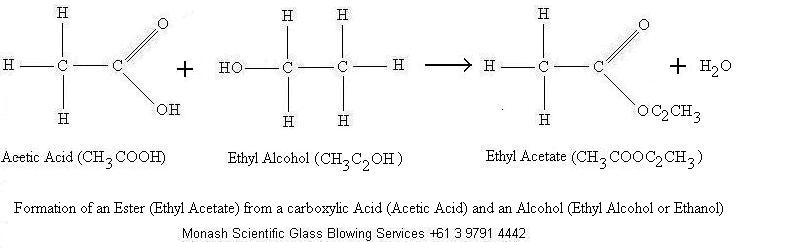 H H H H
O O
H C C + HO C C H → H C C + H₂O
OH OC₂CH₃
H H H H
Acetic Acid (CH₃COOH) Ethyl Alcohol (CH₃C₂OH) Ethyl Acetate (CH₃COOC₂CH₃)
Formation of an Ester (Ethyl Acetate) from a carboxylic Acid (Acetic Acid) and an Alcohol (Ethyl Alcohol or Ethanol)
Monash Scientific Glass Blowing Services +61 3 9791 4442